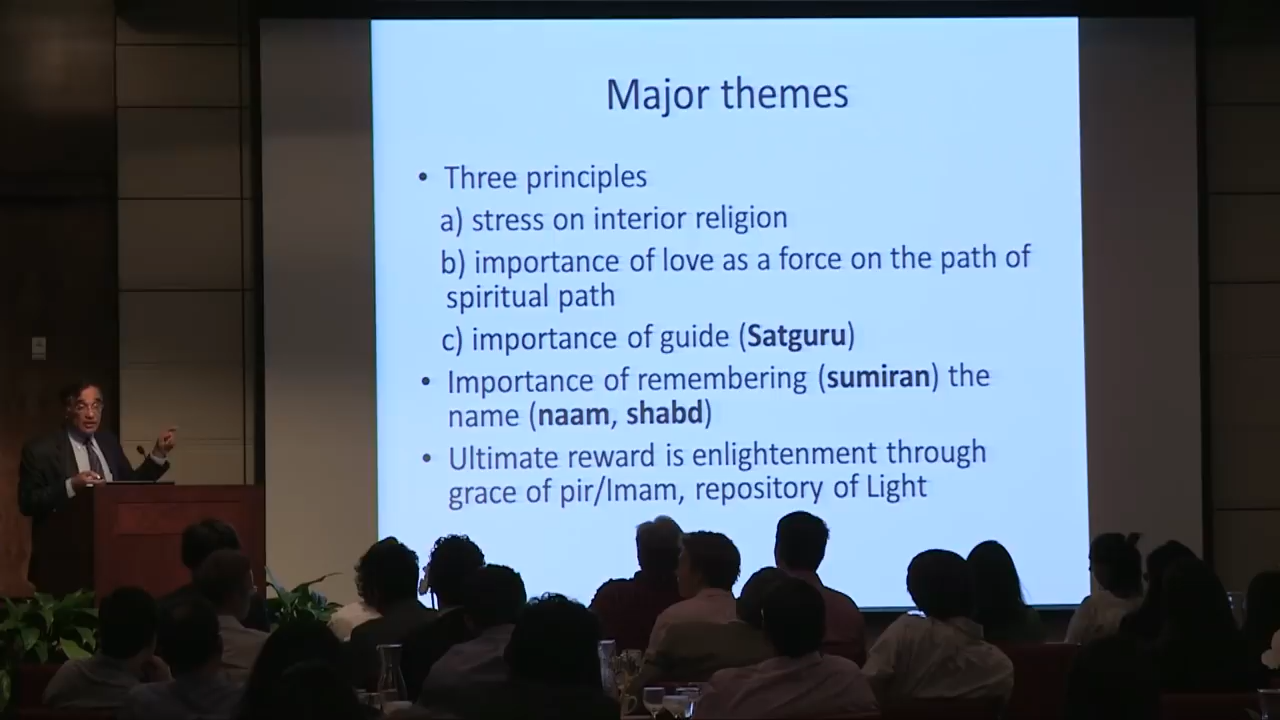 Major themes
• Three principles
a) stress on interior religion
b) importance of love as a force on the path of
spiritual path
c) importance of guide (Satguru)
• Importance of remembering (sumiran) the
name (naam, shabd)
• Ultimate reward is enlightenment through
grace of pir/Imam, repository of Light